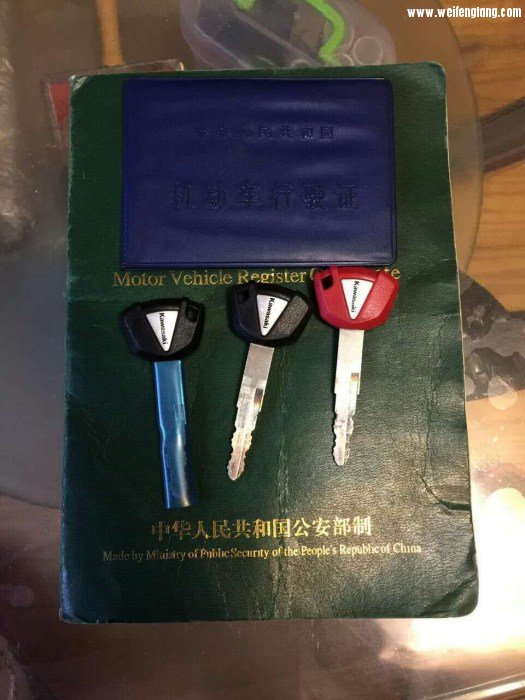 www.weifengtang.com
中华人民共和国
机动车行驶证
Motor Vehicle Register
Kawasaki
Kawasaki
Kawasaki
中华人民共和国公安部制
Made by Ministry of Public Security of the People's Republic of China